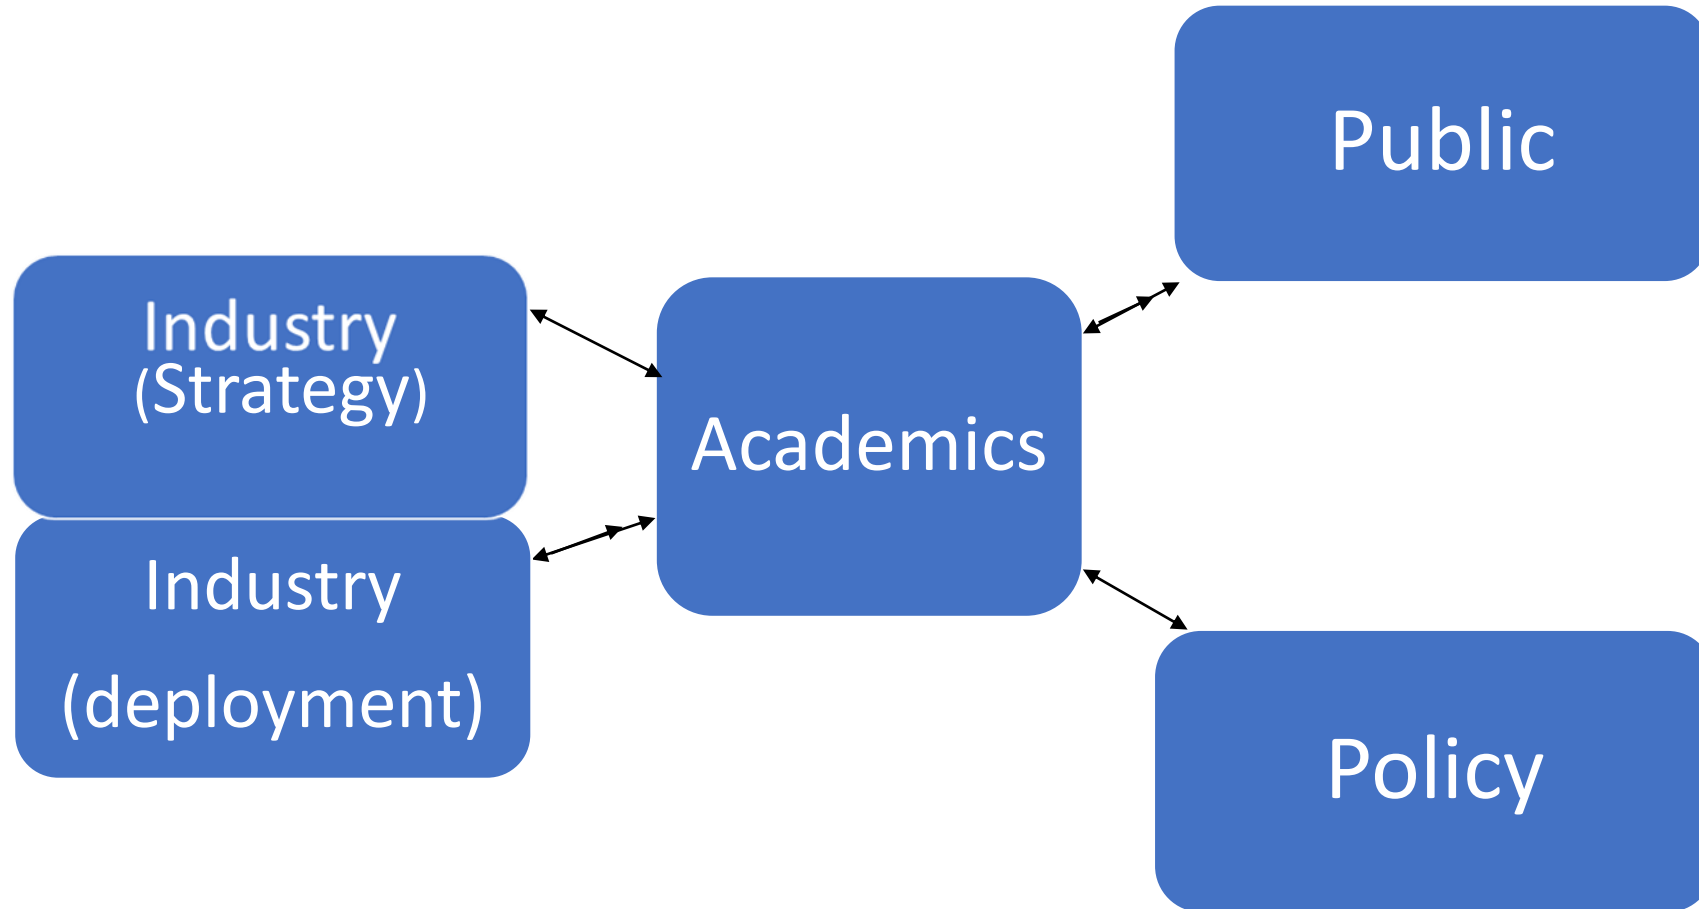 Public
Industry
(Strategy)
Academics
Industry
(deployment)
Policy